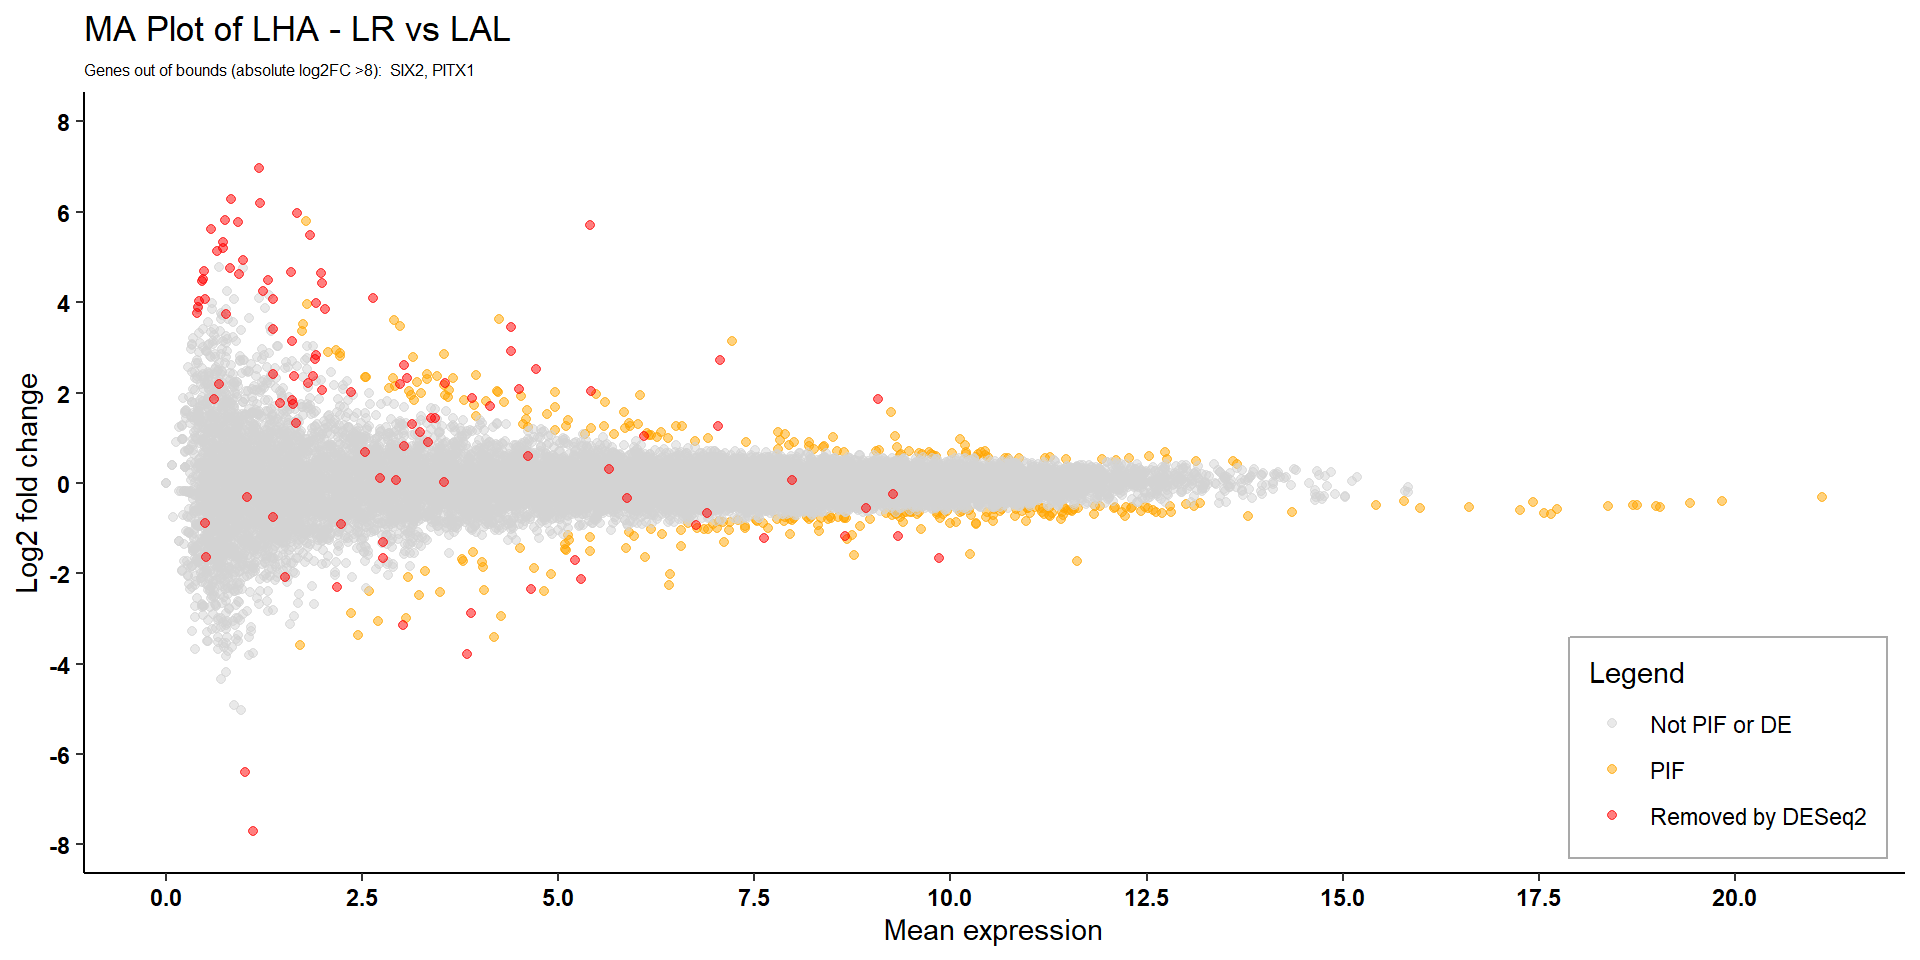 MA Plot of LHA - LR vs LAL
Genes out of bounds (absolute log2FC >8):  SIX2, PITX1
Log2 fold change
8
6
4
2
0
-2
-4
-6
-8
0.0 2.5 5.0 7.5 10.0 12.5 15.0 17.5 20.0
Mean expression
Legend
Not PIF or DE
PIF
Removed by DESeq2